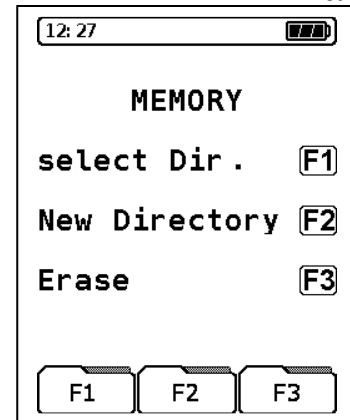 12:27
MEMORY
select Dir. F1
New Directory F2
Erase F3
F1 F2 F3